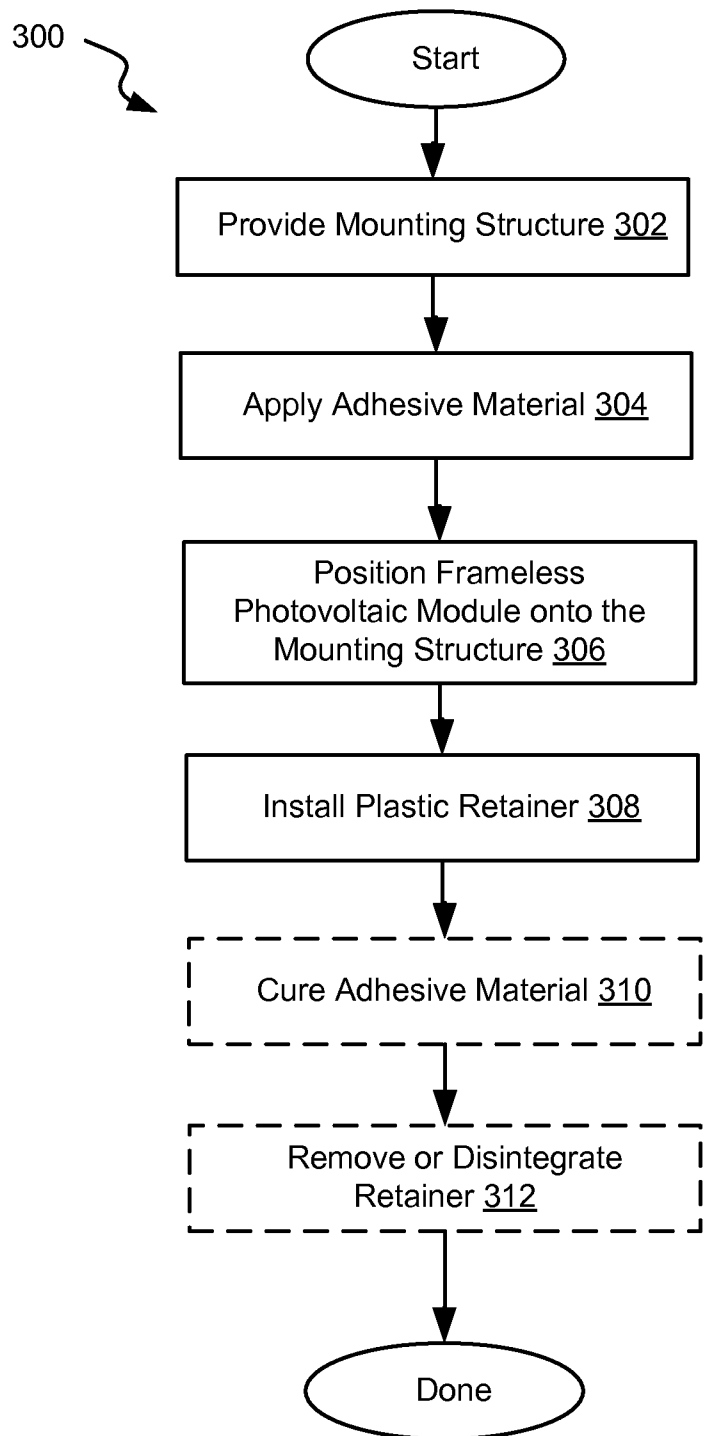 300
Start
Provide Mounting Structure 302
Apply Adhesive Material 304
Position Frameless
Photovoltaic Module onto the
Mounting Structure 306
Install Plastic Retainer 308
Cure Adhesive Material 310
Remove or Disintegrate
Retainer 312
Done